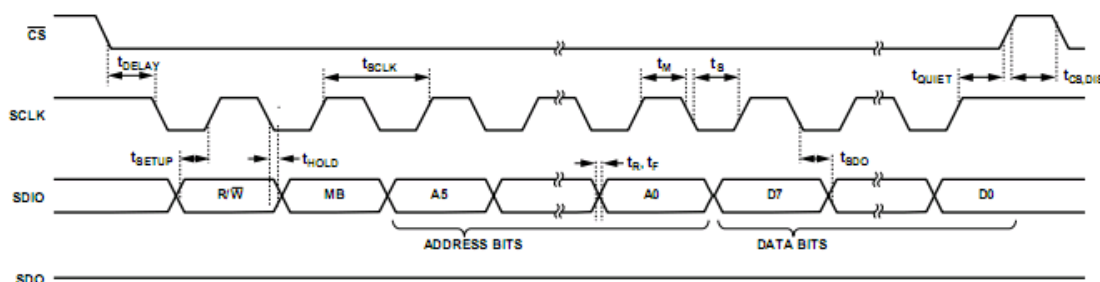 CS
tDELAY
tSCLK
tM
tS
tQUIET
tCS,DIS
SCLK
tSETUP
tHOLD
tR, tF
tSDO
SDIO
R/W
MB
A5
A0
D7
D0
ADDRESS BITS
DATA BITS
SDO